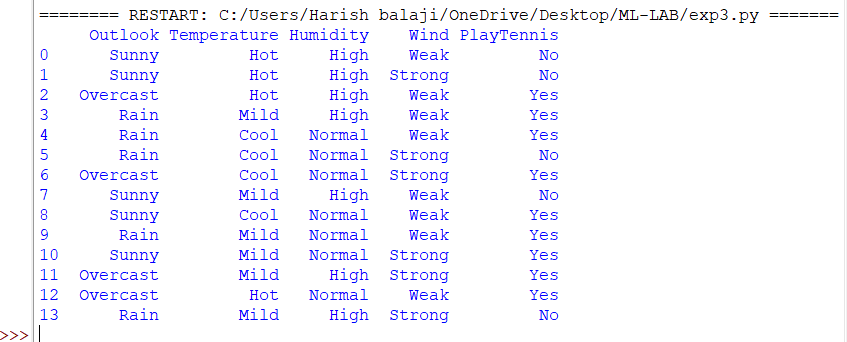 ======== RESTART: C:/Users/Harish balaji/OneDrive/Desktop/ML-LAB/exp3.py =======
     Outlook Temperature Humidity    Wind PlayTennis
0      Sunny         Hot     High    Weak         No
1      Sunny         Hot     High  Strong         No
2   Overcast         Hot     High    Weak        Yes
3       Rain        Mild     High    Weak        Yes
4       Rain        Cool   Normal    Weak        Yes
5       Rain        Cool   Normal  Strong         No
6   Overcast        Cool   Normal  Strong        Yes
7      Sunny        Mild     High    Weak         No
8      Sunny        Cool   Normal    Weak        Yes
9       Rain        Mild   Normal    Weak        Yes
10     Sunny        Mild   Normal  Strong        Yes
11  Overcast        Mild     High  Strong        Yes
12  Overcast         Hot   Normal    Weak        Yes
13      Rain        Mild     High  Strong         No
>>>